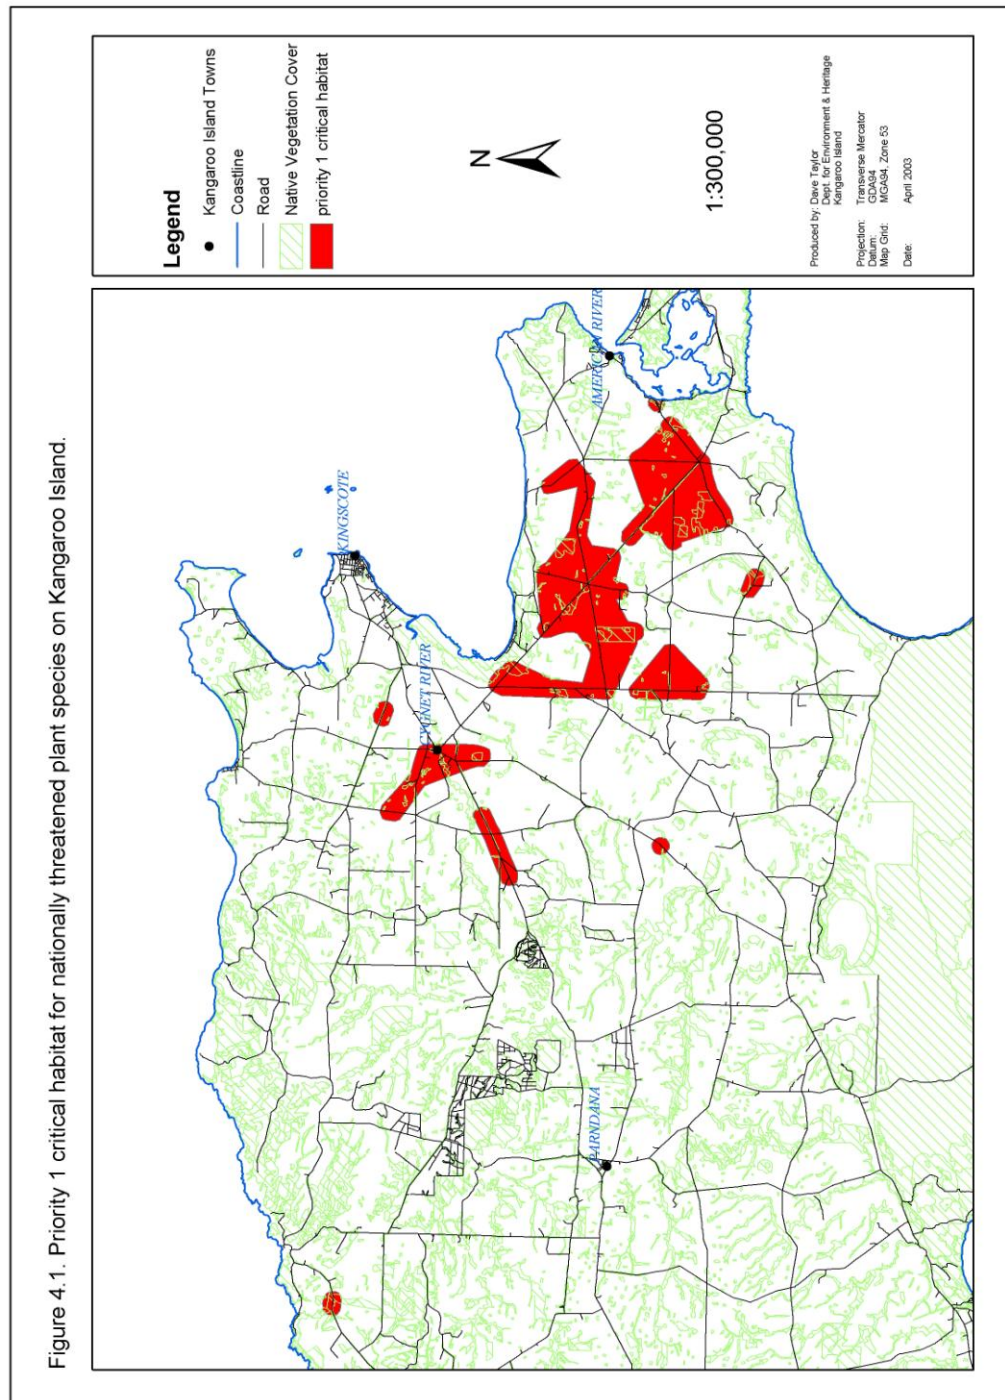 Figure 4.1. Priority 1 critical habitat for nationally threatened plant species on Kangaroo Island.
KINGSCOTE
CYGNET RIVER
AMERICAN RIVER
PARNDANA
Legend
Kangaroo Island Towns
Coastline
Road
Native Vegetation Cover
priority 1 critical habitat
N
1:300,000
Produced by: Dave Taylor
Dept. for Environment & Heritage
Kangaroo Island
Projection: Transverse Mercator
Datum: GDA94
Map Grid: MGA94, Zone 53
Date: April 2003